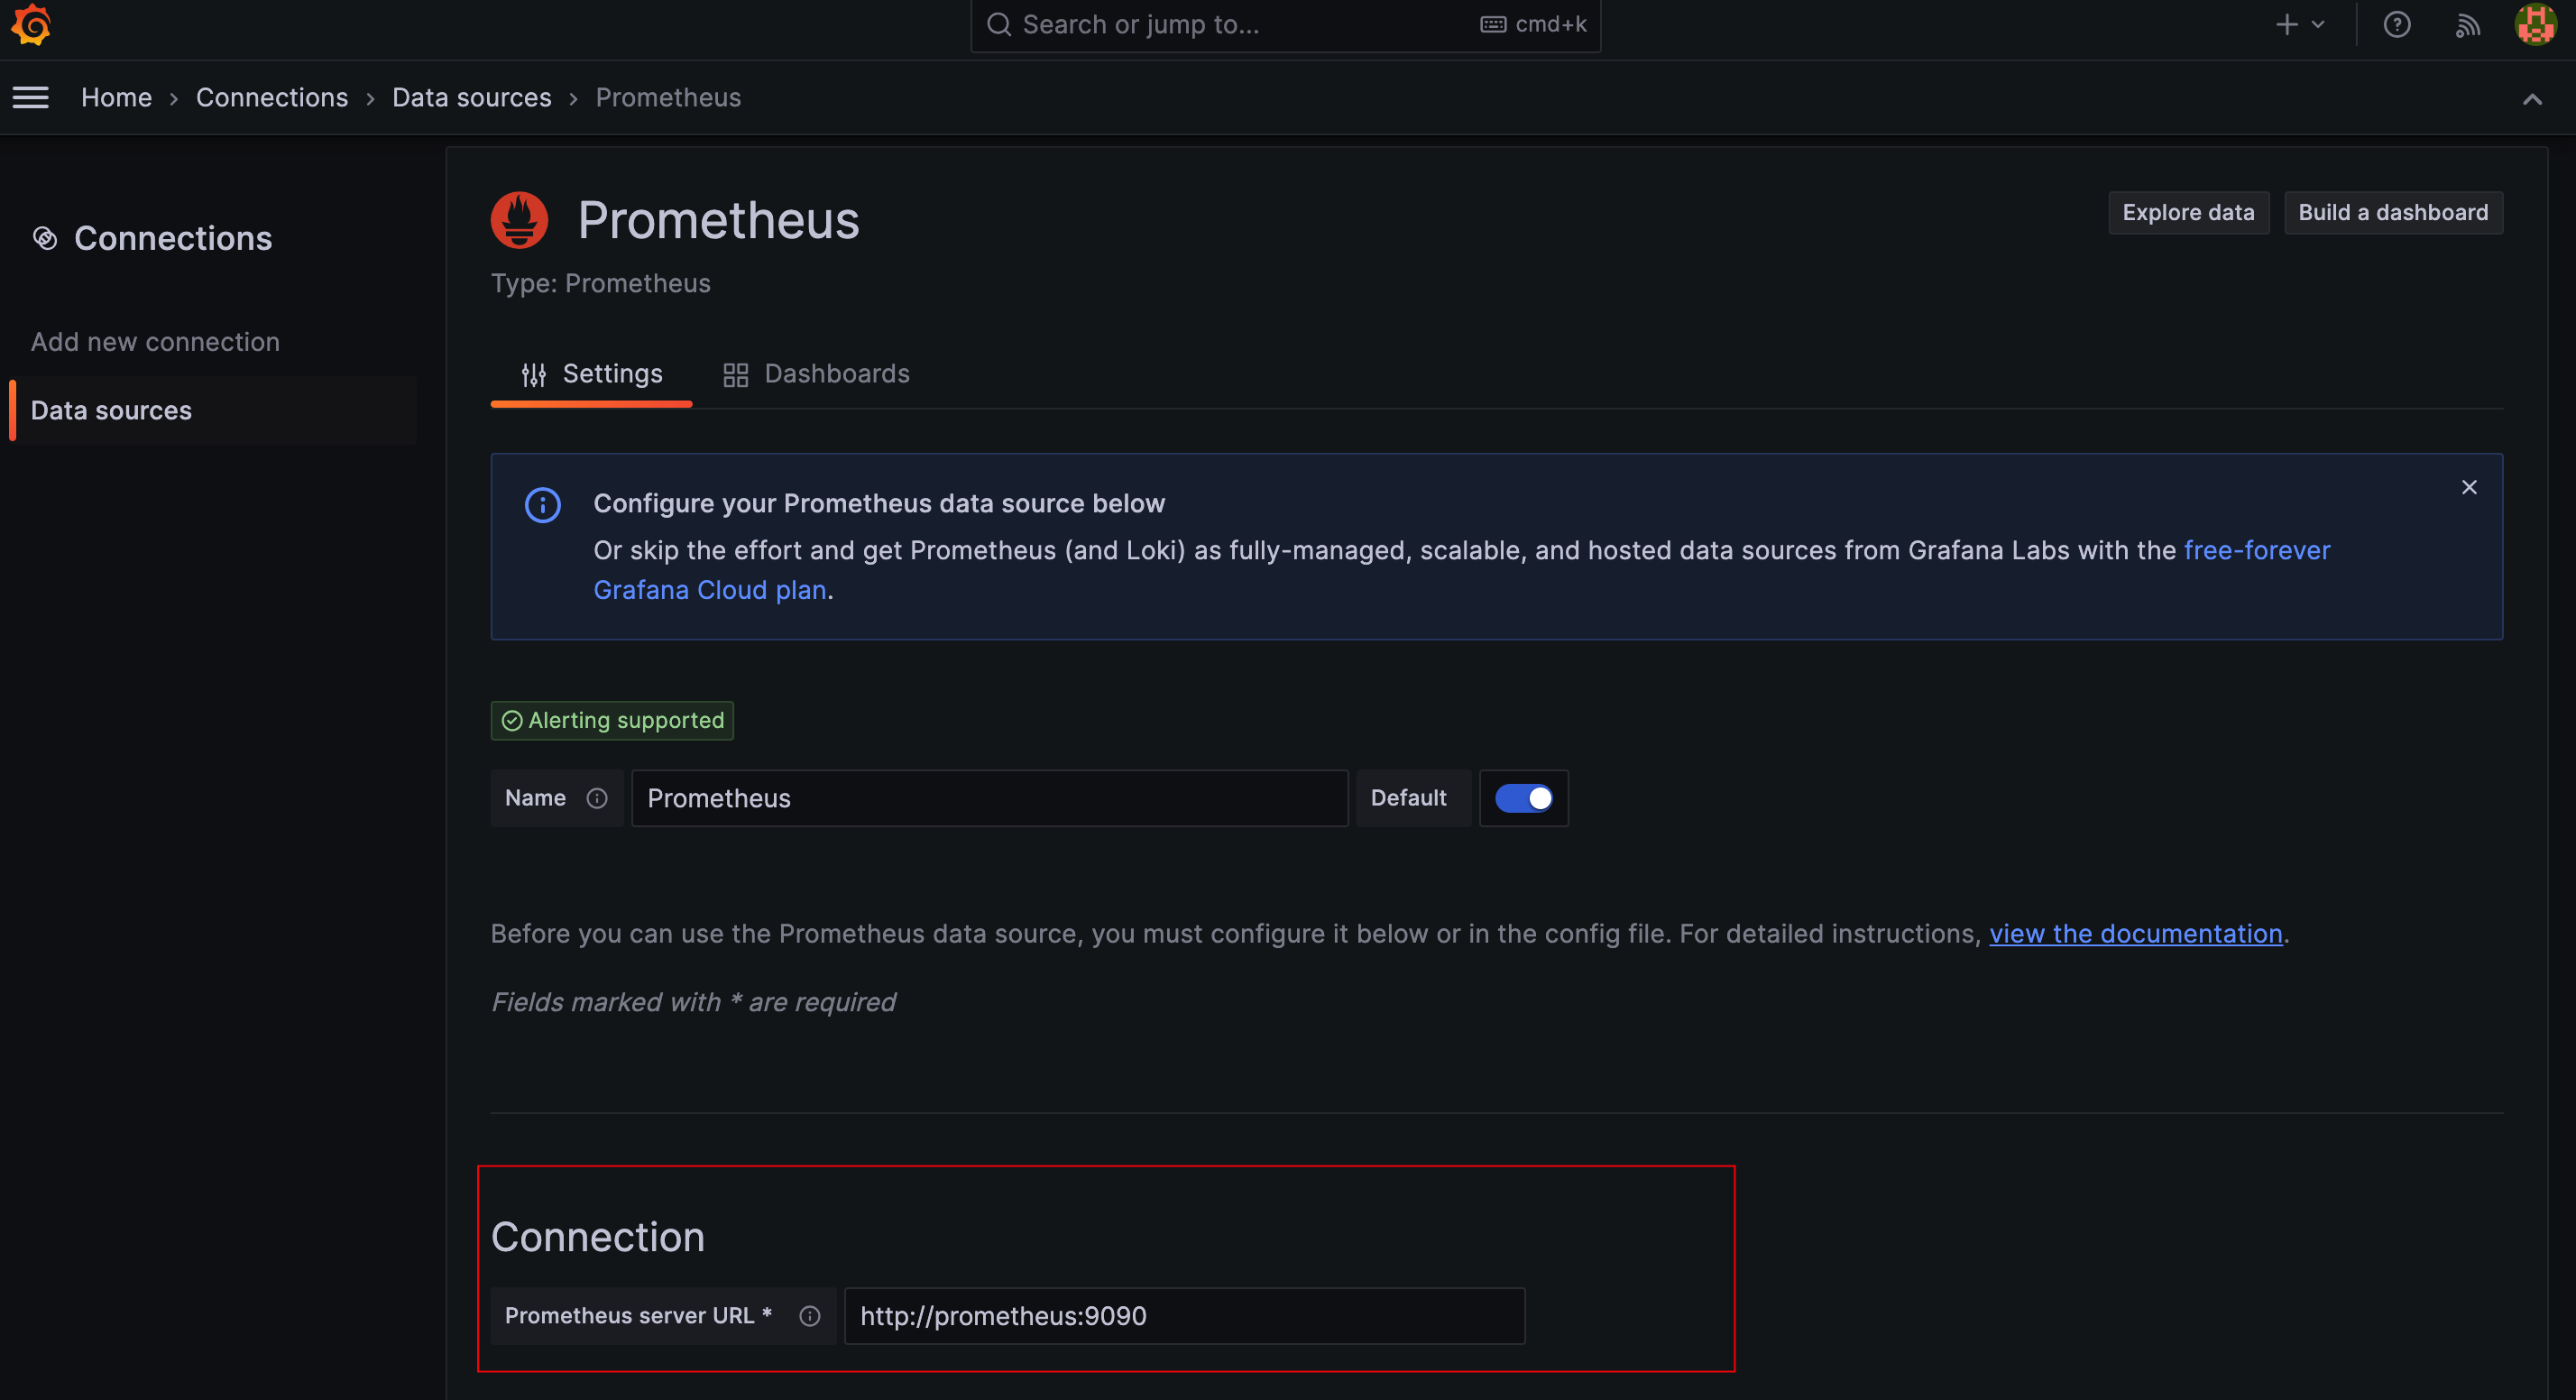 Search or jump to...
cmd+k
Home › Connections › Data sources › Prometheus
Connections
Add new connection
Data sources
Prometheus
Explore data
Build a dashboard
Type: Prometheus
Settings
Dashboards
Configure your Prometheus data source below
Or skip the effort and get Prometheus (and Loki) as fully-managed, scalable, and hosted data sources from Grafana Labs with the free-forever
Grafana Cloud plan.
Alerting supported
Name
Prometheus
Default
Before you can use the Prometheus data source, you must configure it below or in the config file. For detailed instructions, view the documentation.
Fields marked with * are required
Connection
Prometheus server URL *
http://prometheus:9090